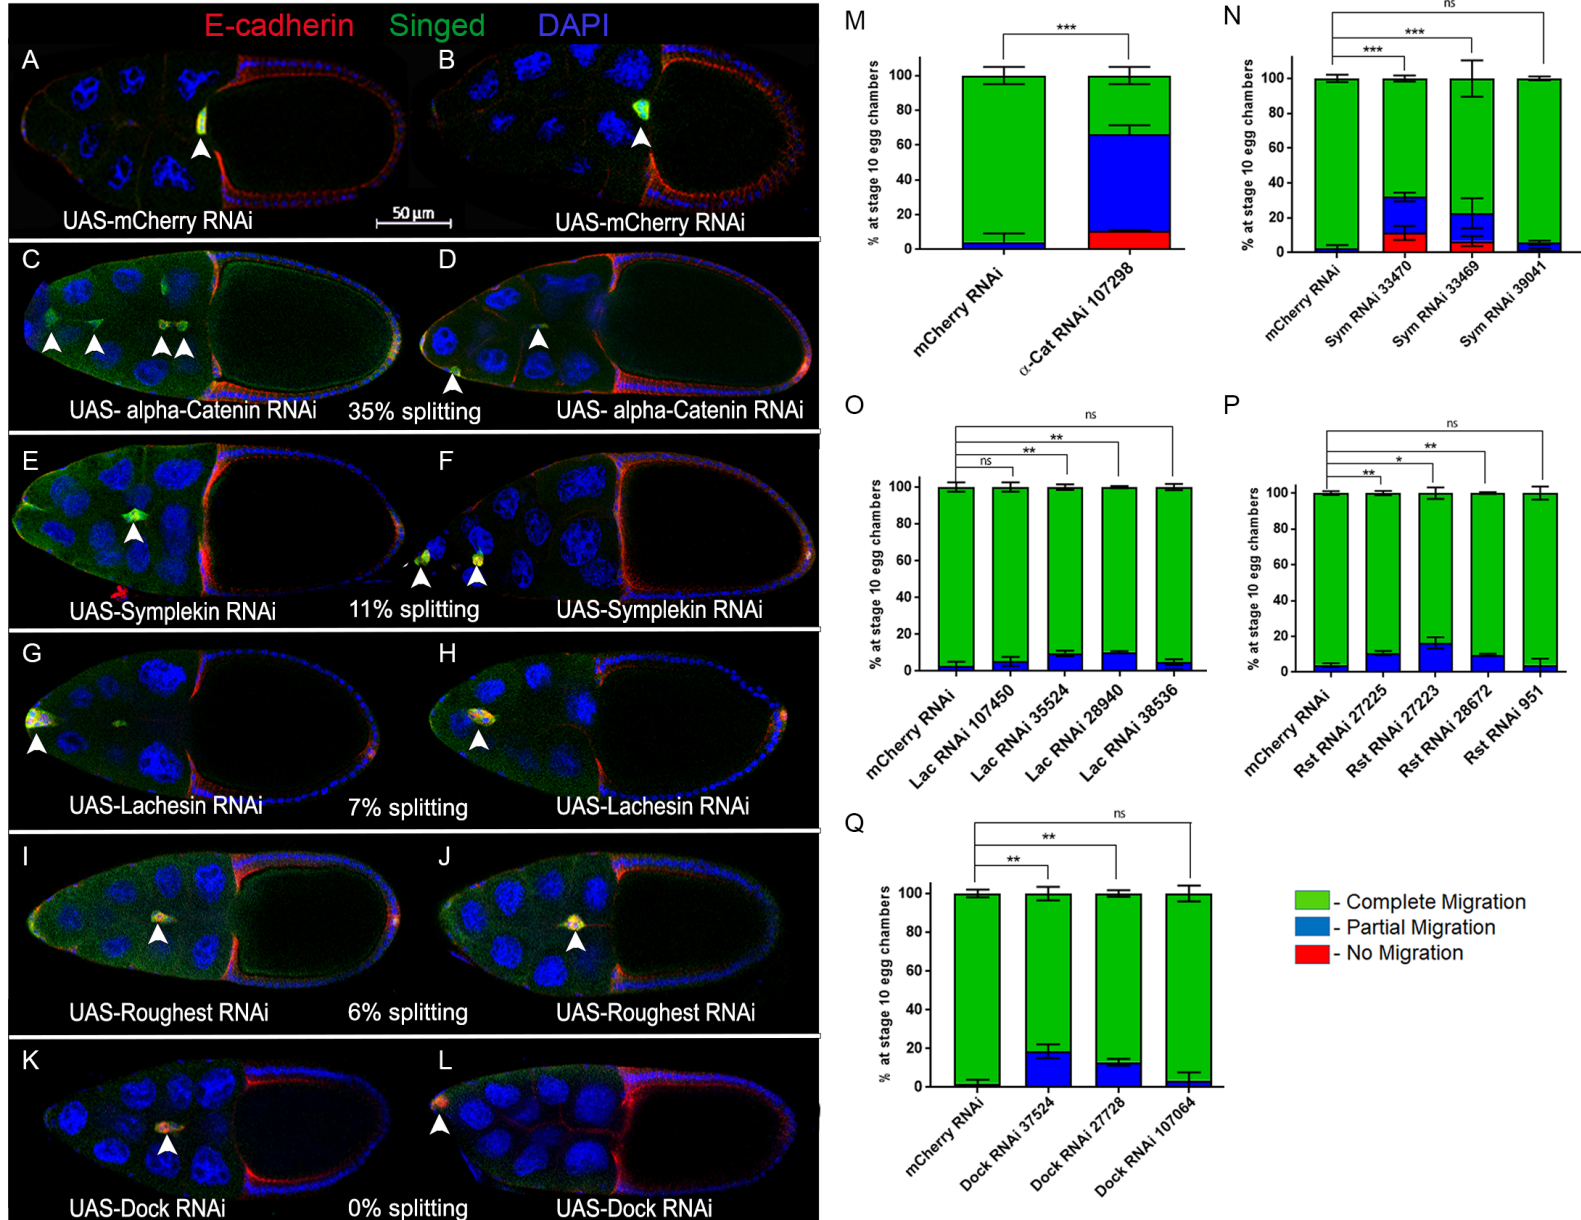 E-cadherin Singed DAPI
A
B
UAS-mCherry RNAi
50 µm
UAS-mCherry RNAi
C
D
UAS- alpha-Catenin RNAi
35% splitting
UAS- alpha-Catenin RNAi
E
F
UAS-Symplekin RNAi
11% splitting
UAS-Symplekin RNAi
G
H
UAS-Lachesin RNAi
7% splitting
UAS-Lachesin RNAi
I
J
UAS-Roughest RNAi
6% splitting
UAS-Roughest RNAi
K
L
UAS-Dock RNAi
0% splitting
UAS-Dock RNAi
M
***
% at stage 10 egg chambers
100
80
60
40
20
0
mCherry RNAi
α-Cat RNAi 107298
N
ns
***
***
% at stage 10 egg chambers
100
80
60
40
20
0
mCherry RNAi
Sym RNAi 33470
Sym RNAi 33469
Sym RNAi 39041
O
ns
**
**
ns
% at stage 10 egg chambers
100
80
60
40
20
0
mCherry RNAi
Lac RNAi 107450
Lac RNAi 35524
Lac RNAi 28940
Lac RNAi 38536
P
ns
**
*
**
% at stage 10 egg chambers
100
80
60
40
20
0
mCherry RNAi
Rst RNAi 27225
Rst RNAi 27223
Rst RNAi 28672
Rst RNAi 951
Q
ns
**
**
% at stage 10 egg chambers
100
80
60
40
20
0
mCherry RNAi
Dock RNAi 37524
Dock RNAi 27728
Dock RNAi 107064
- Complete Migration
- Partial Migration
- No Migration